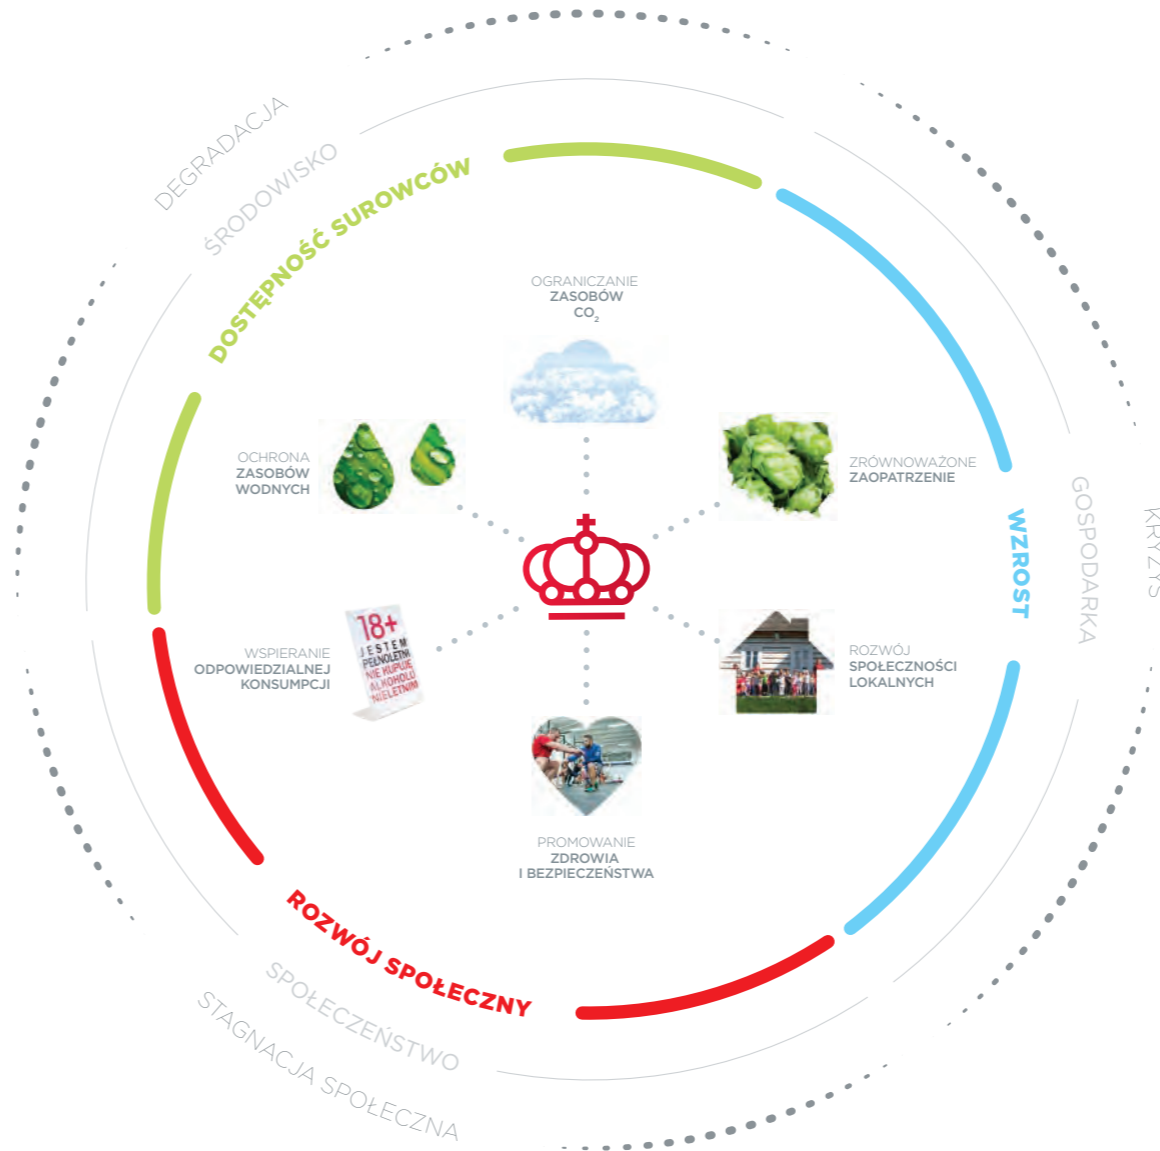 DEGRADACJA
ŚRODOWISKO
DOSTĘPNOŚĆ SUROWCÓW
OGRANICZANIE
ZASOBÓW
CO₂
OCHRONA
ZASOBÓW
WODNYCH
ZRÓWNOWAŻONE
ZAOPATRZENIE
WZROST
GOSPODARKA
KRYZYS
WSPIERANIE
ODPOWIEDZIALNEJ
KONSUMPCJI
18+
JESTEM
PEŁNOLETNI
NIE KUPUJĘ
ALKOHOLU
NIELETNIM
ROZWÓJ
SPOŁECZNOŚCI
LOKALNYCH
PROMOWANIE
ZDROWIA
I BEZPIECZEŃSTWA
ROZWÓJ SPOŁECZNY
SPOŁECZEŃSTWO
STAGNACJA SPOŁECZNA